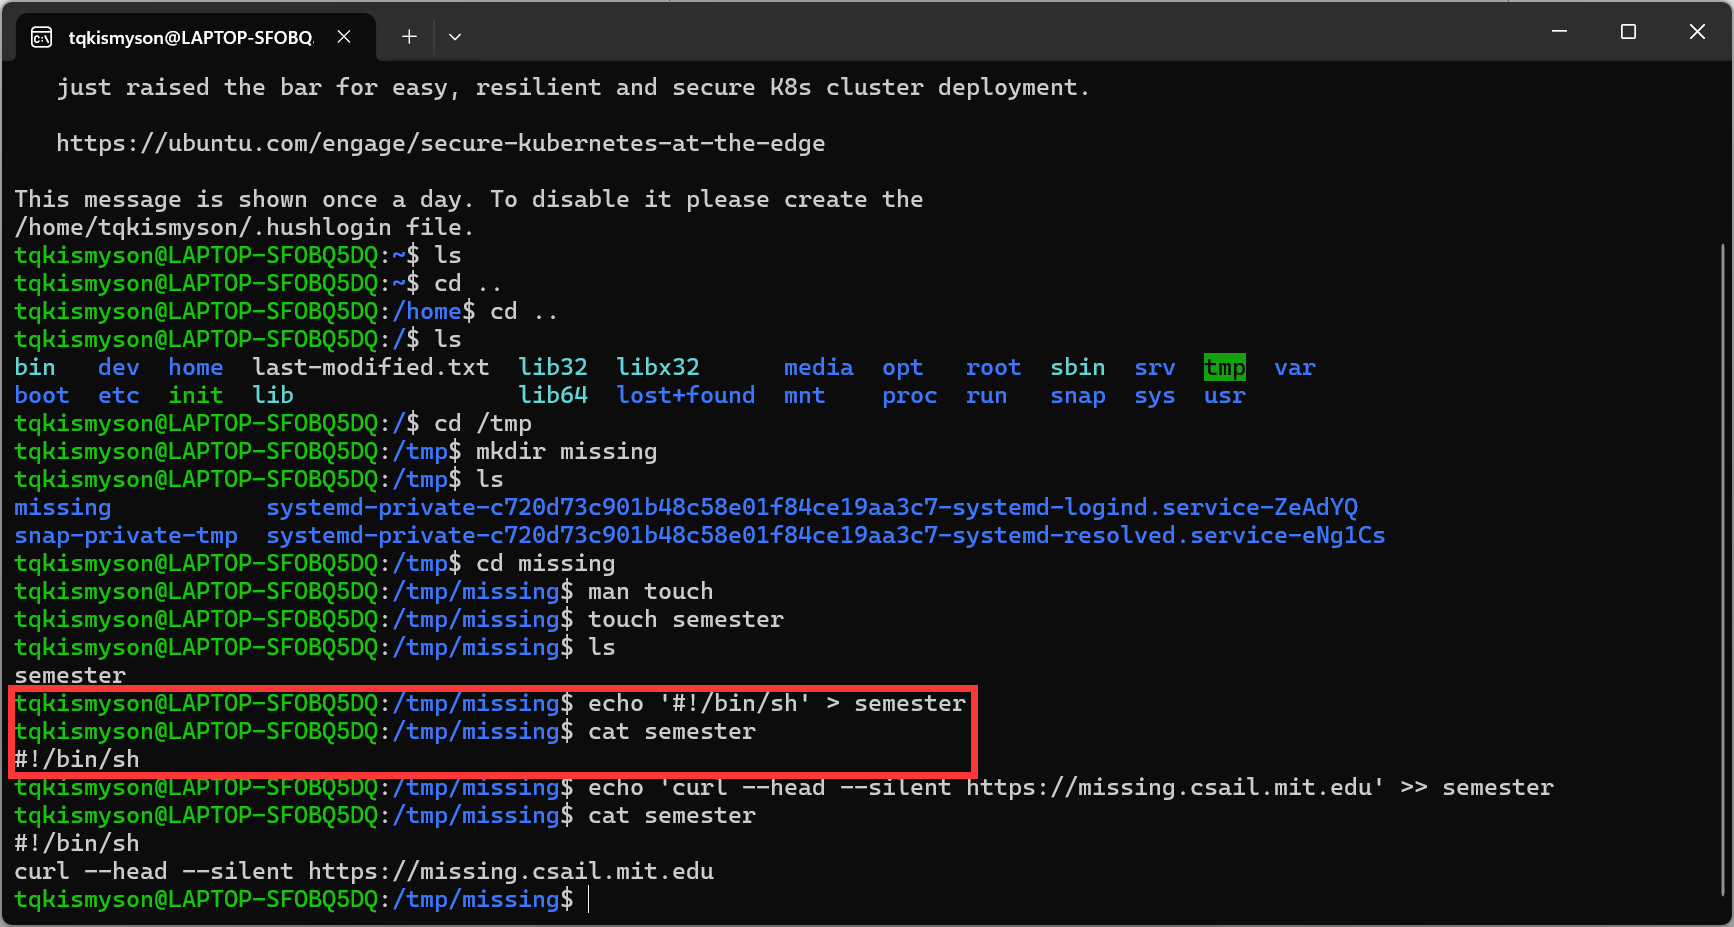 tqkismyson@LAPTOP-SFOBQ
just raised the bar for easy, resilient and secure K8s cluster deployment.
https://ubuntu.com/engage/secure-kubernetes-at-the-edge
This message is shown once a day. To disable it please create the
/home/tqkismyson/.hushlogin file.
tqkismyson@LAPTOP-SFOBQ5DQ:~$ ls
tqkismyson@LAPTOP-SFOBQ5DQ:~$ cd ..
tqkismyson@LAPTOP-SFOBQ5DQ:/home$ cd ..
tqkismyson@LAPTOP-SFOBQ5DQ:/$ ls
bin   dev  home  last-modified.txt  lib32  libx32      media  opt   root  sbin  srv  tmp  var
boot  etc  init  lib                lib64  lost+found  mnt    proc  run   snap  sys  usr
tqkismyson@LAPTOP-SFOBQ5DQ:/$ cd /tmp
tqkismyson@LAPTOP-SFOBQ5DQ:/tmp$ mkdir missing
tqkismyson@LAPTOP-SFOBQ5DQ:/tmp$ ls
missing           systemd-private-c720d73c901b48c58e01f84ce19aa3c7-systemd-logind.service-ZeAdYQ
snap-private-tmp  systemd-private-c720d73c901b48c58e01f84ce19aa3c7-systemd-resolved.service-eNg1Cs
tqkismyson@LAPTOP-SFOBQ5DQ:/tmp$ cd missing
tqkismyson@LAPTOP-SFOBQ5DQ:/tmp/missing$ man touch
tqkismyson@LAPTOP-SFOBQ5DQ:/tmp/missing$ touch semester
tqkismyson@LAPTOP-SFOBQ5DQ:/tmp/missing$ ls
semester
tqkismyson@LAPTOP-SFOBQ5DQ:/tmp/missing$ echo '#!/bin/sh' > semester
tqkismyson@LAPTOP-SFOBQ5DQ:/tmp/missing$ cat semester
#!/bin/sh
tqkismyson@LAPTOP-SFOBQ5DQ:/tmp/missing$ echo 'curl --head --silent https://missing.csail.mit.edu' >> semester
tqkismyson@LAPTOP-SFOBQ5DQ:/tmp/missing$ cat semester
#!/bin/sh
curl --head --silent https://missing.csail.mit.edu
tqkismyson@LAPTOP-SFOBQ5DQ:/tmp/missing$